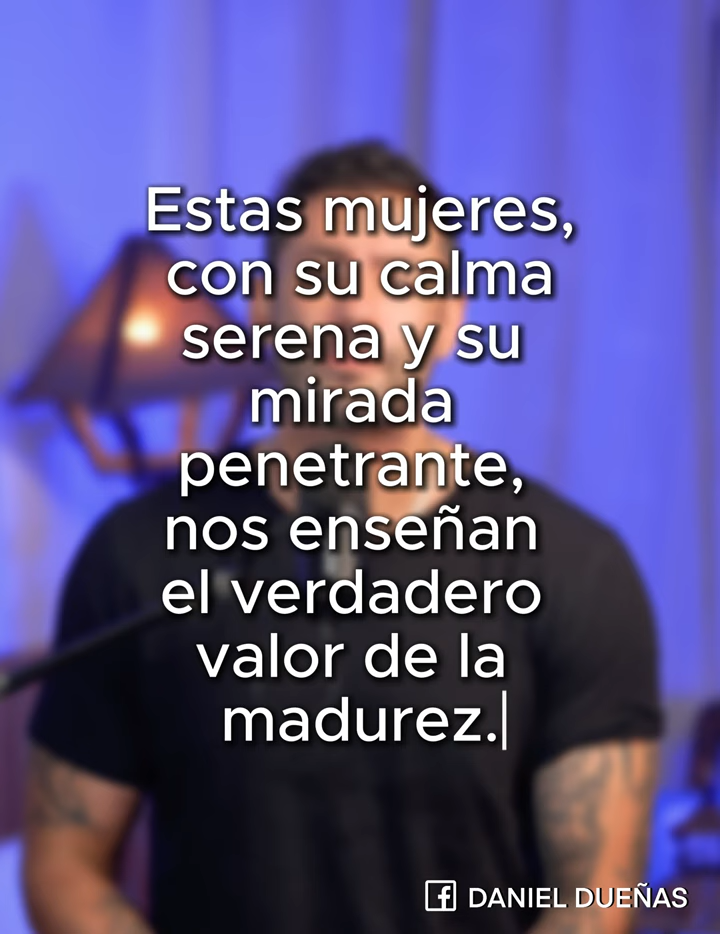 Estas mujeres,
con su calma
serena y su
mirada
penetrante,
nos enseñan
el verdadero
valor de la
madurez.
f DANIEL DUEÑAS